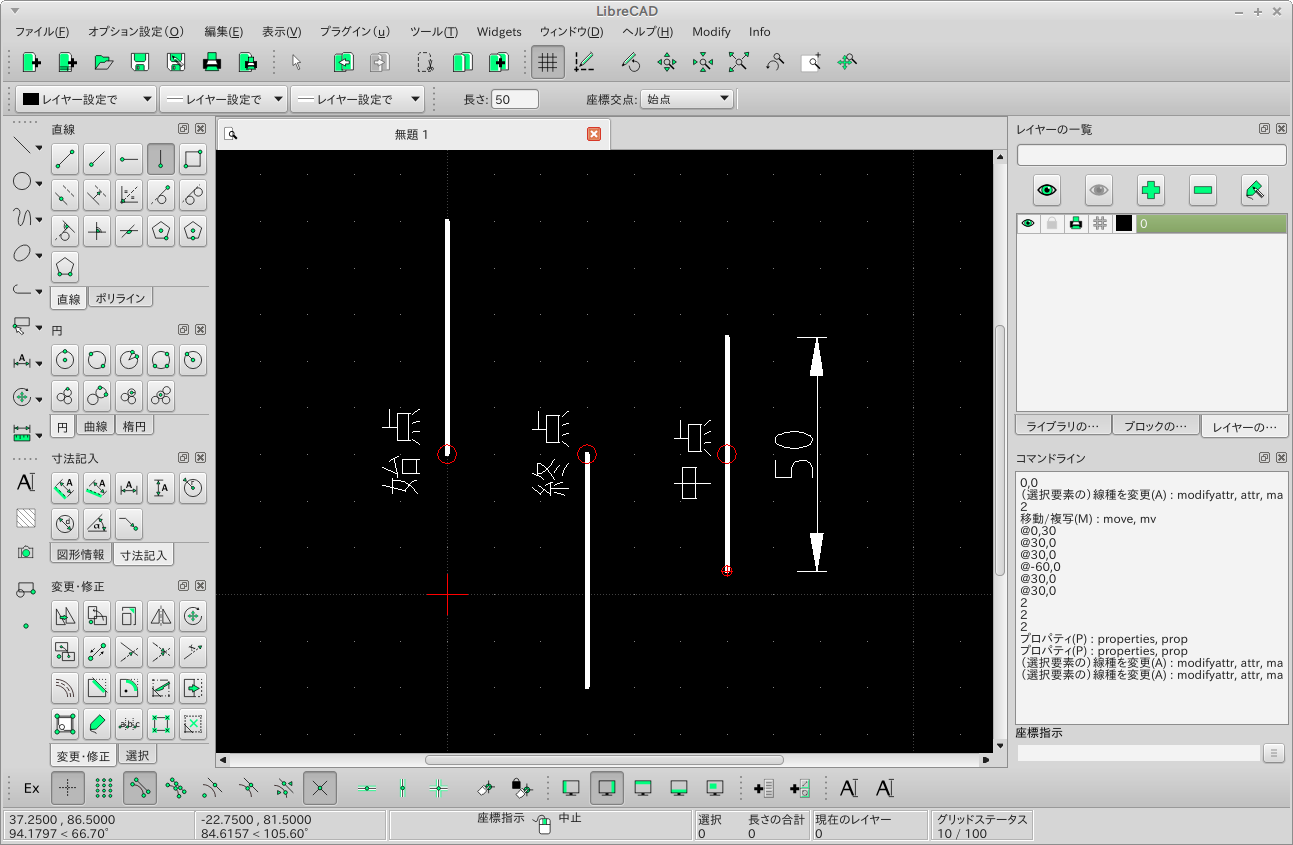 LibreCAD
ファイル(F) オプション設定(O) 編集(E) 表示(V) プラグイン(u) ツール(T) Widgets ウィンドウ(D) ヘルプ(H) Modify Info
レイヤー設定で レイヤー設定で レイヤー設定で 長さ: 50 座標交点: 始点
直線
直線 ポリライン
円
円 曲線 楕円
寸法記入
図形情報 寸法記入
変更・修正
変更・修正 選択
無題 1
始点
終点
中点
50
レイヤーの一覧
0
ライブラリの… ブロックの… レイヤーの…
コマンドライン
0,0
（選択要素の）線種を変更(A) : modifyattr, attr, ma
2
移動/複写(M) : move, mv
@0,30
@30,0
@30,0
@-60,0
@30,0
@30,0
2
2
2
プロパティ(P) : properties, prop
プロパティ(P) : properties, prop
（選択要素の）線種を変更(A) : modifyattr, attr, ma
（選択要素の）線種を変更(A) : modifyattr, attr, ma
座標指示
Ex
37.2500 , 86.5000
94.1797 < 66.70°
-22.7500 , 81.5000
84.6157 < 105.60°
座標指示 中止
選択 長さの合計
0 0
現在のレイヤー
0
グリッドステータス
10 / 100